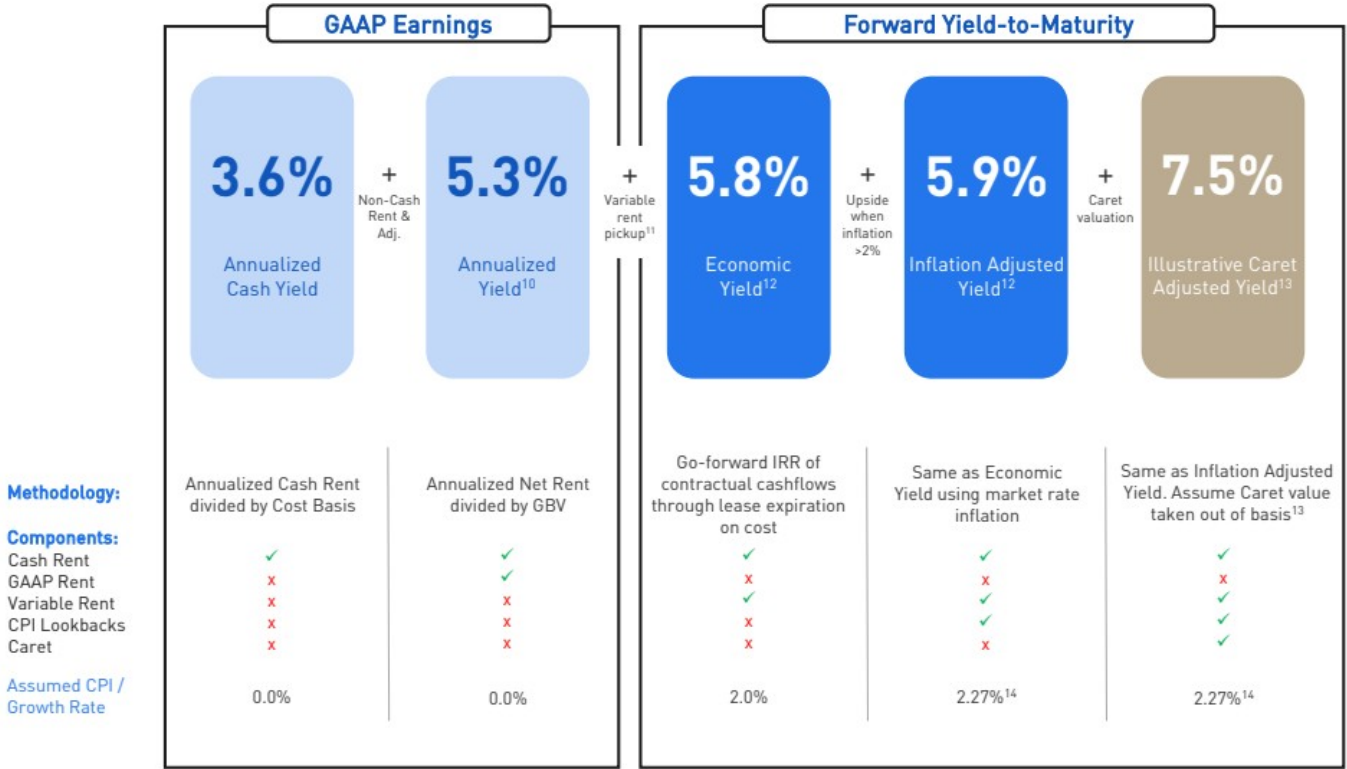 GAAP Earnings
Forward Yield-to-Maturity
3.6%
Annualized
Cash Yield
+
Non-Cash
Rent &
Adj.
5.3%
Annualized
Yield¹⁰
+
Variable
rent
pickup¹¹
5.8%
Economic
Yield¹²
+
Upside
when
inflation
>2%
5.9%
Inflation Adjusted
Yield¹²
+
Caret
valuation
7.5%
Illustrative Caret
Adjusted Yield¹³
Methodology:
Annualized Cash Rent
divided by Cost Basis
Annualized Net Rent
divided by GBV
Go-forward IRR of
contractual cashflows
through lease expiration
on cost
Same as Economic
Yield using market rate
inflation
Same as Inflation Adjusted
Yield. Assume Caret value
taken out of basis¹³
Components:
Cash Rent ✓ ✓ ✓ ✓ ✓
GAAP Rent x ✓ x x x
Variable Rent x x ✓ ✓ ✓
CPI Lookbacks x x x ✓ ✓
Caret x x x x ✓
Assumed CPI /
Growth Rate
0.0% 0.0% 2.0% 2.27%¹⁴ 2.27%¹⁴